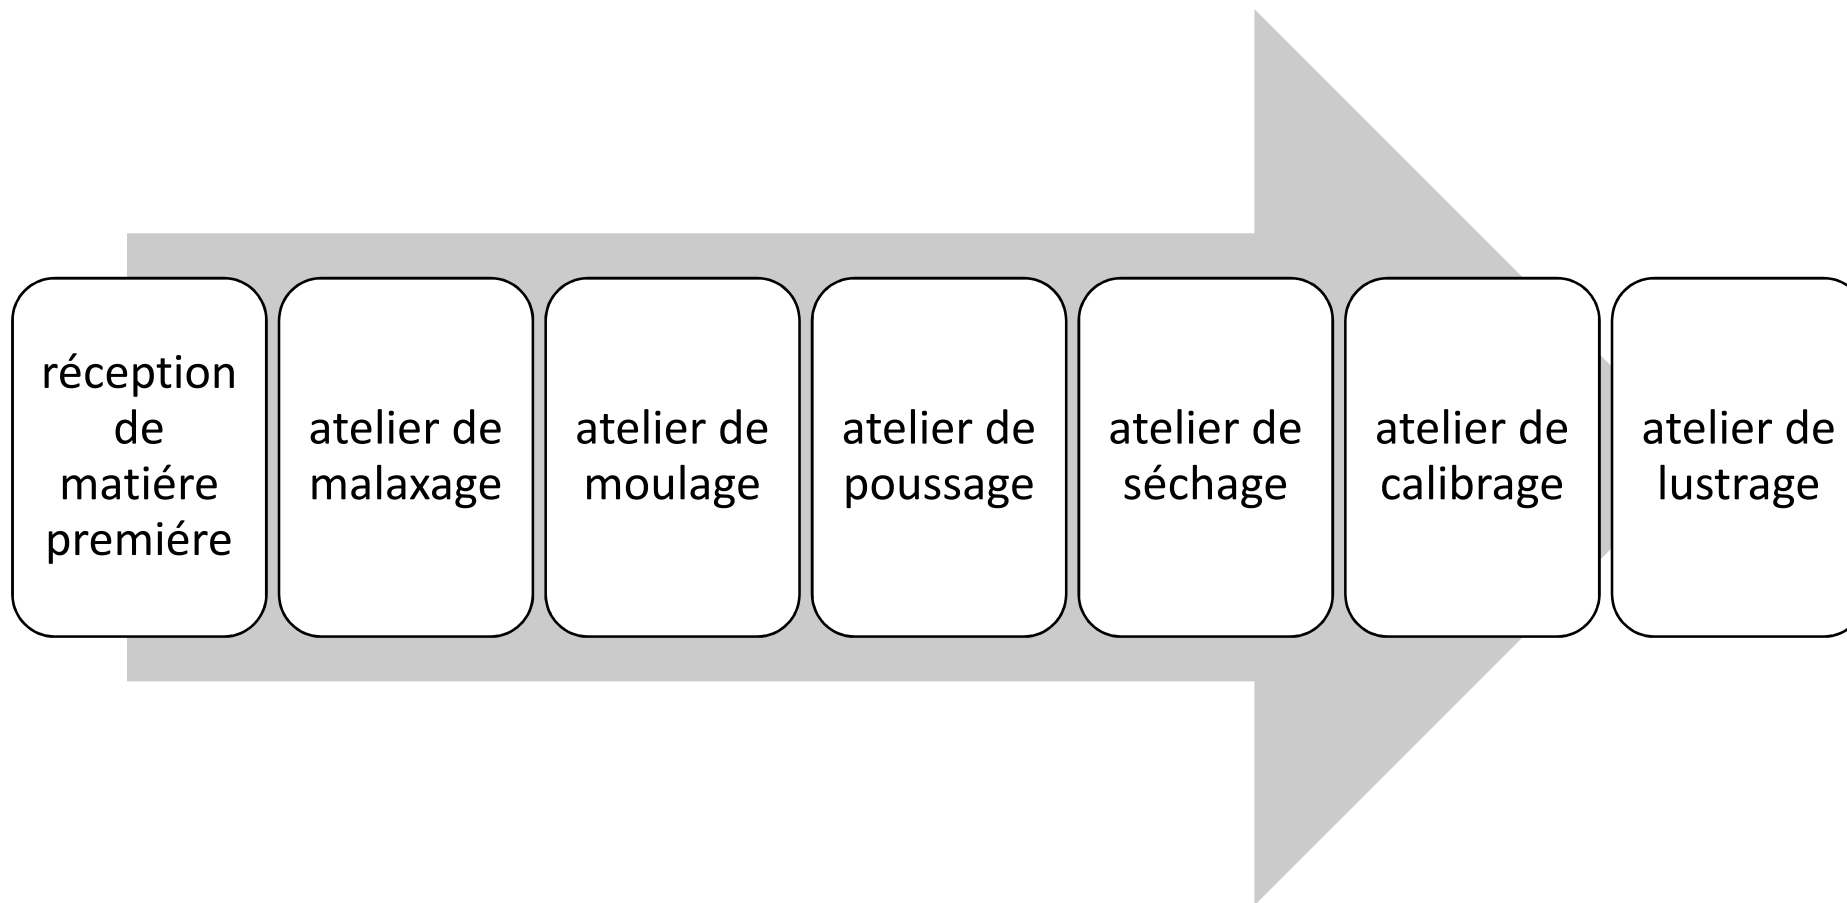 réception
de
matiére
premiére
atelier de
malaxage
atelier de
moulage
atelier de
poussage
atelier de
séchage
atelier de
calibrage
atelier de
lustrage